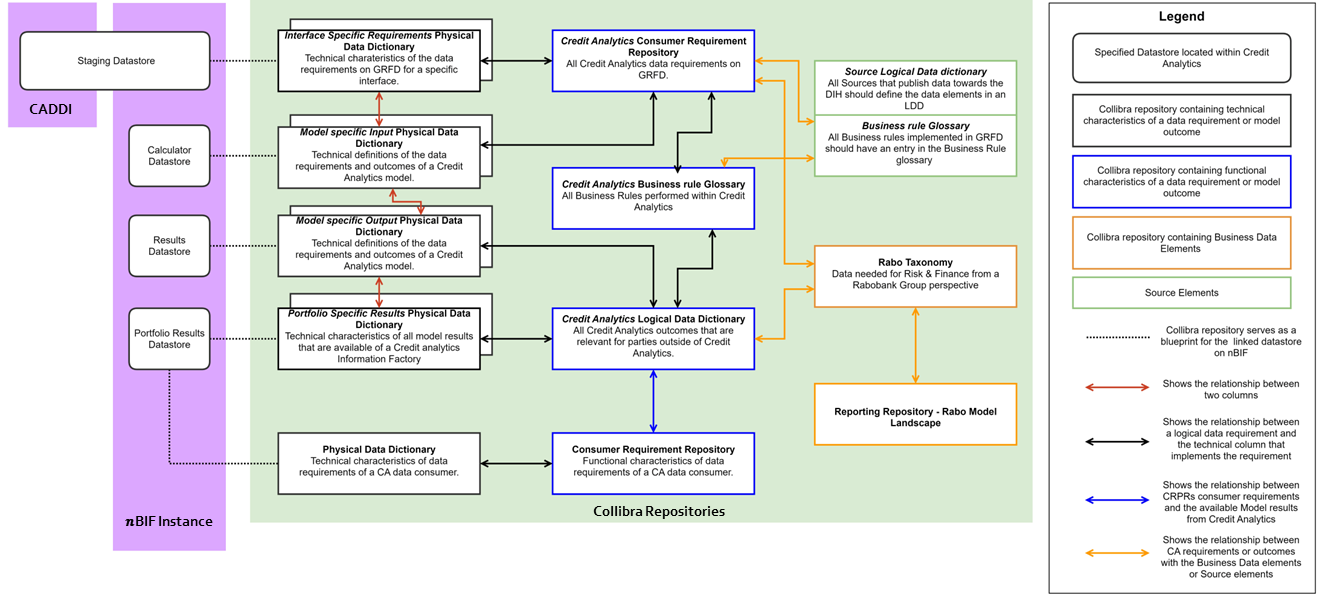 Staging Datastore
CADDI
Calculator
Datastore
Results
Datastore
Portfolio Results
Datastore
nBIF Instance
Interface Specific Requirements Physical
Data Dictionary
Technical charateristics of the data
requirements on GRFD for a specific
interface.
Model specific Input Physical Data
Dictionary
Technical definitions of the data
requirements and outcomes of a Credit
Analytics model.
Model specific Output Physical Data
Dictionary
Technical definitions of the data
requirements and outcomes of a Credit
Analytics model.
Portfolio Specific Results Physical Data
Dictionary
Technical characteristics of all model results
that are available of a Credit analytics
Information Factory
Physical Data Dictionary
Technical characteristics of data
requirements of a CA data consumer.
Credit Analytics Consumer Requirement
Repository
All Credit Analytics data requirements on
GRFD.
Credit Analytics Business rule Glossary
All Business Rules performed within Credit
Analytics
Credit Analytics Logical Data Dictionary
All Credit Analytics outcomes that are
relevant for parties outside of Credit
Analytics.
Consumer Requirement Repository
Functional characteristics of data
requirements of a CA data consumer.
Collibra Repositories
Source Logical Data dictionary
All Sources that publish data towards the
DIH should define the data elements in an
LDD
Business rule Glossary
All Business rules implemented in GRFD
should have an entry in the Business Rule
glossary
Rabo Taxonomy
Data needed for Risk & Finance from a
Rabobank Group perspective
Reporting Repository - Rabo Model
Landscape
Legend
Specified Datastore located within Credit
Analytics
Collibra repository containing technical
characteristics of a data requirement or model
outcome
Collibra repository containing functional
characteristics of a data requirement or model
outcome
Collibra repository containing Business Data
Elements
Source Elements
Collibra repository serves as a
blueprint for the linked datastore
on nBIF
Shows the relationship between
two columns
Shows the relationship between
a logical data requirement and
the technical column that
implements the requirement
Shows the relationship between
CRPRs consumer requirements
and the available Model results
from Credit Analytics
Shows the relationship between
CA requirements or outcomes
with the Business Data elements
or Source elements